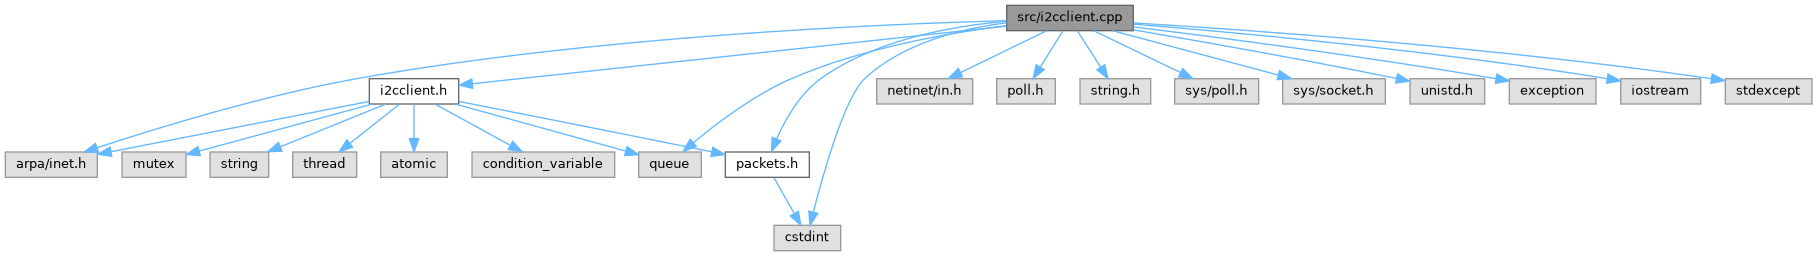 src/i2cclient.cpp
i2cclient.h
netinet/in.h
poll.h
string.h
sys/poll.h
sys/socket.h
unistd.h
exception
iostream
stdexcept
arpa/inet.h
mutex
string
thread
atomic
condition_variable
queue
packets.h
cstdint